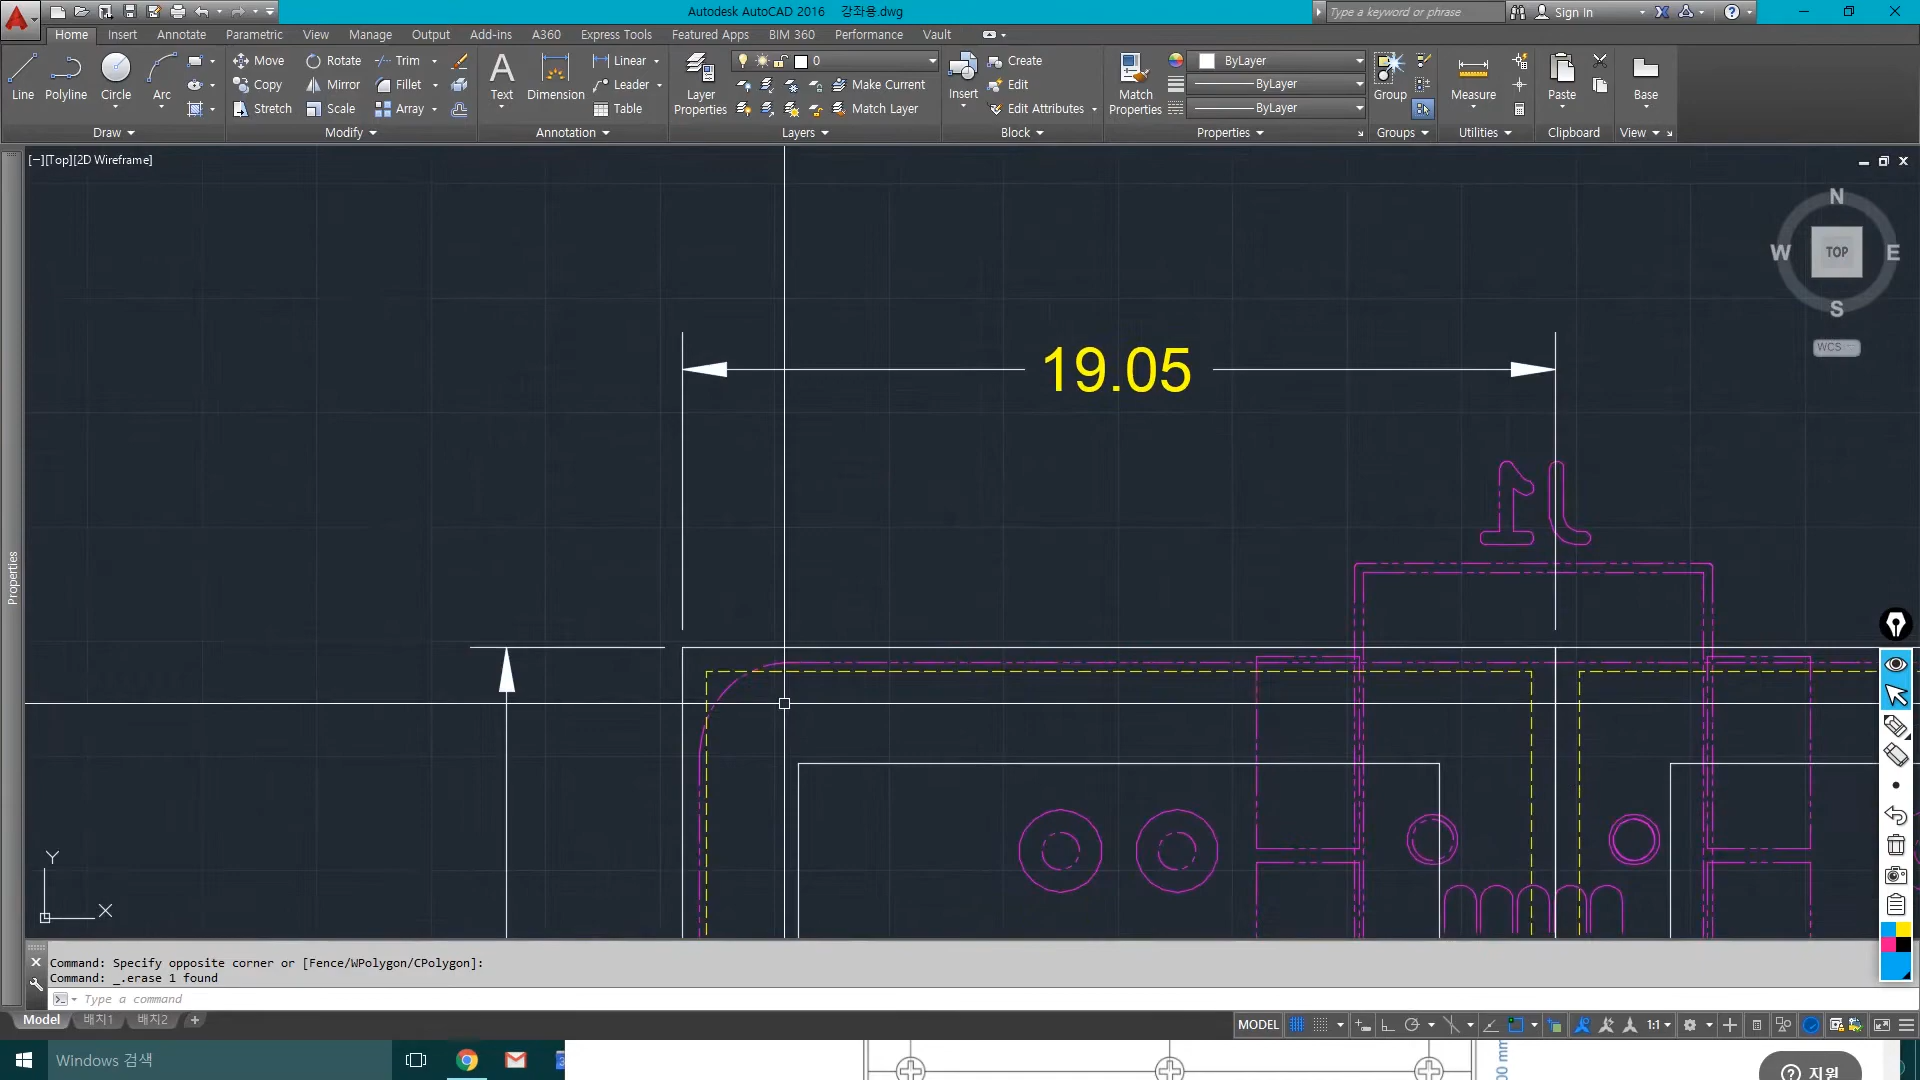 Autodesk AutoCAD 2016 강좌용.dwg
Type a keyword or phrase
Sign In
Home Insert Annotate Parametric View Manage Output Add-ins A360 Express Tools Featured Apps BIM 360 Performance Vault
Line Polyline Circle Arc
Move Rotate Trim
Copy Mirror Fillet
Stretch Scale Array
Text Dimension
Linear
Leader
Table
Layer Properties
0
Make Current
Match Layer
Insert
Create
Edit
Edit Attributes
Match Properties
ByLayer
ByLayer
ByLayer
Group
Measure
Paste
Base
Draw Modify Annotation Layers Block Properties Groups Utilities Clipboard View
[−][Top][2D Wireframe]
N
W TOP E
S
WCS
19.05
Properties
Y
X
Command: Specify opposite corner or [Fence/WPolygon/CPolygon]:
Command: _.erase 1 found
Type a command
Model 배치1 배치2 +
MODEL 1:1
Windows 검색
00 mm
지원